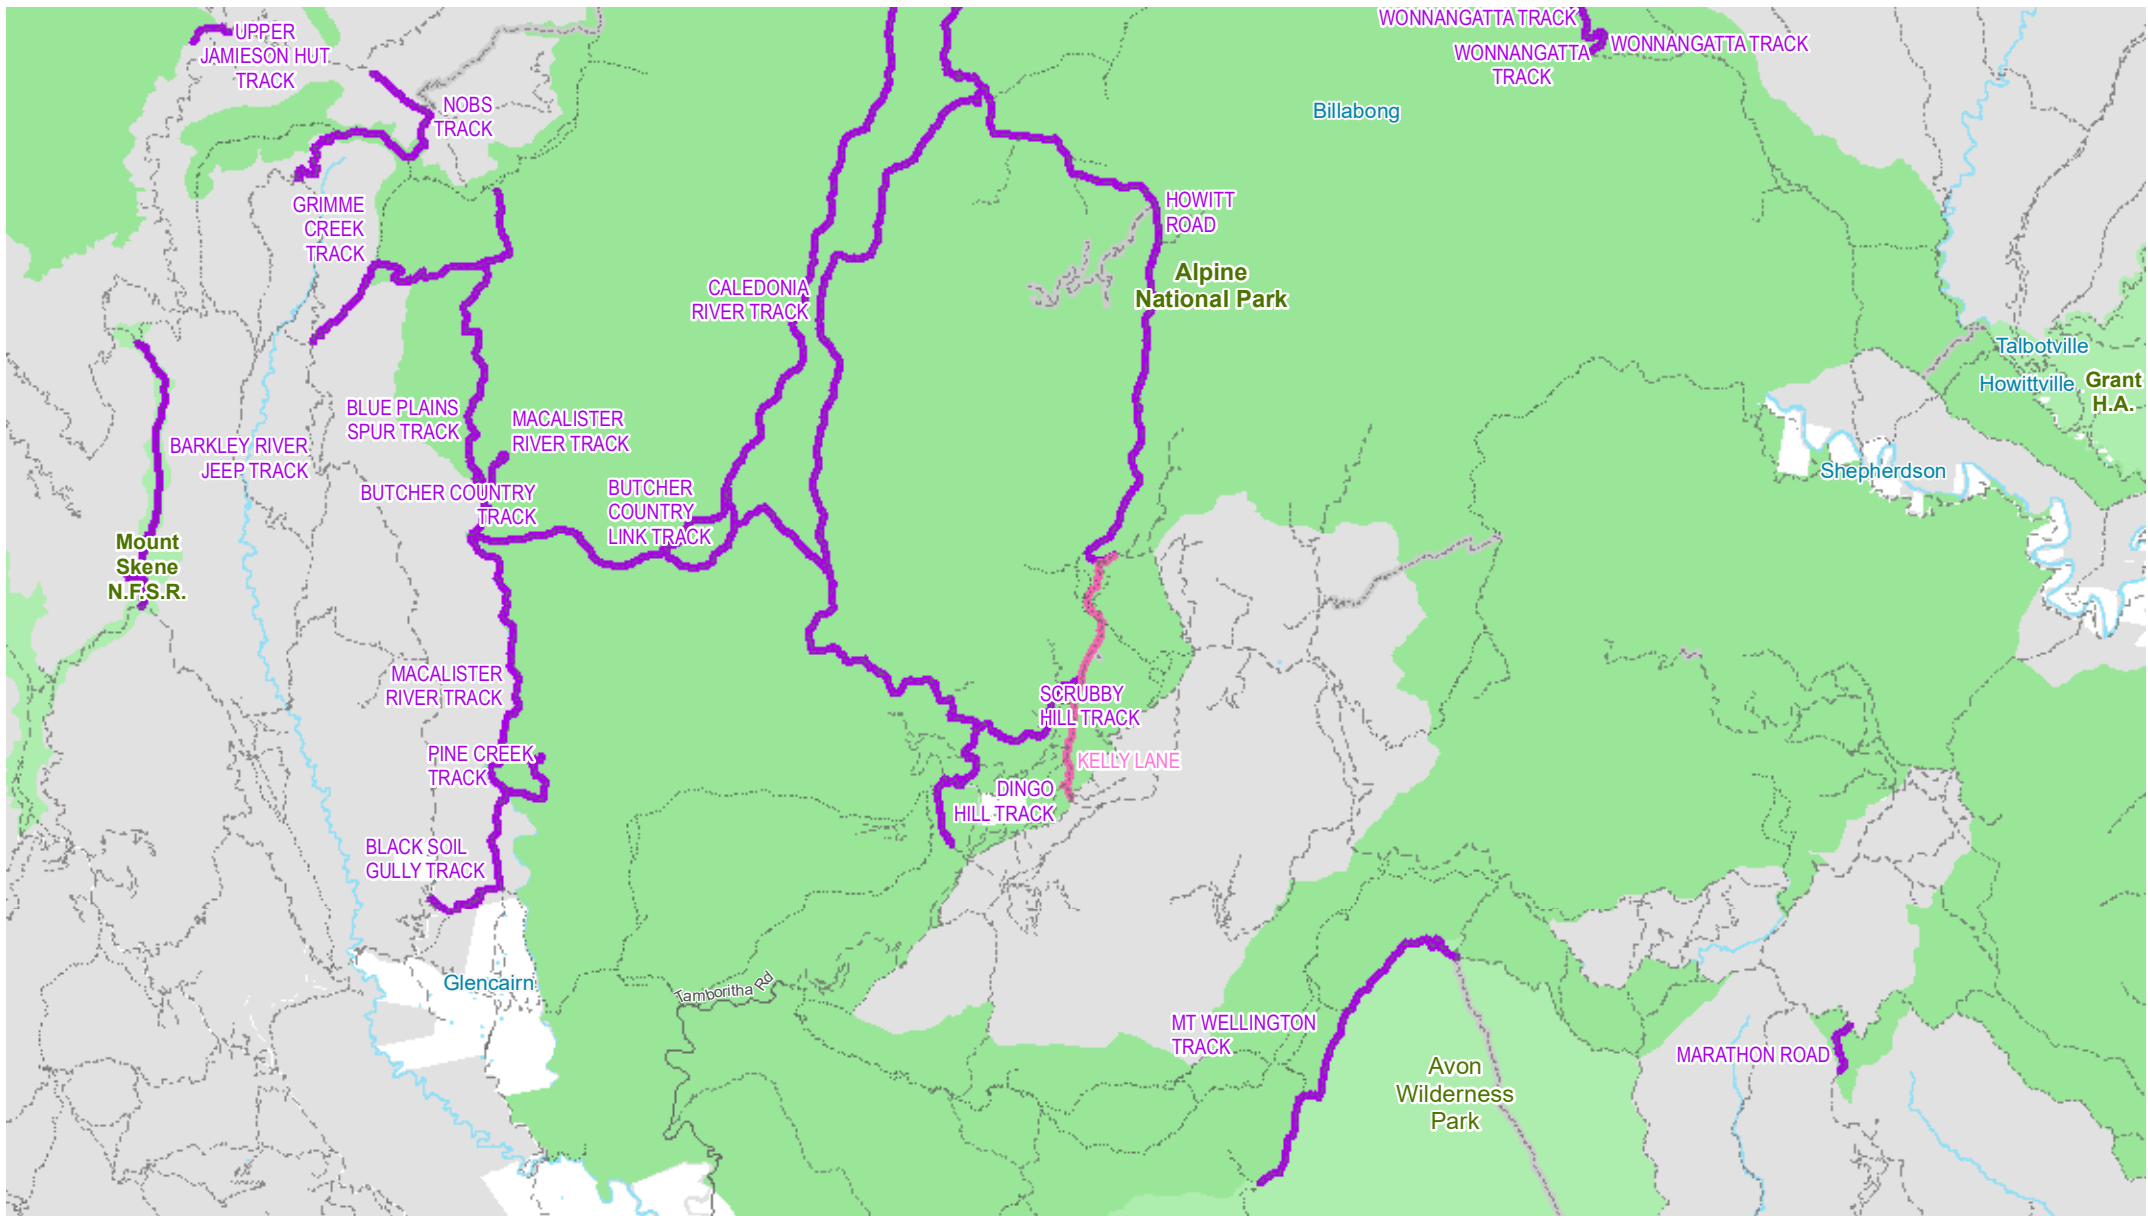 WONNANGATTA TRACK
UPPER
JAMIESON HUT
TRACK
WONNANGATTA
TRACK
WONNANGATTA TRACK
NOBS
TRACK
Billabong
GRIMME
CREEK
TRACK
HOWITT
ROAD
Alpine
National Park
CALEDONIA
RIVER TRACK
Talbotville
Howittville
Grant
H.A.
BLUE PLAINS
SPUR TRACK
MACALISTER
RIVER TRACK
BARKLEY RIVER
JEEP TRACK
Shepherdson
BUTCHER COUNTRY
TRACK
BUTCHER
COUNTRY
LINK TRACK
Mount
Skene
N.F.S.R.
MACALISTER
RIVER TRACK
SCRUBBY
HILL TRACK
PINE CREEK
TRACK
KELLY LANE
DINGO
HILL TRACK
BLACK SOIL
GULLY TRACK
Glencairn
Tamboritha Rd
MT WELLINGTON
TRACK
MARATHON ROAD
Avon
Wilderness
Park